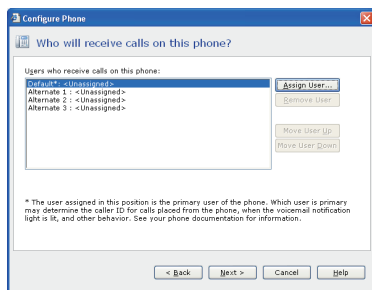 Configure Phone
Who will receive calls on this phone?
Users who receive calls on this phone:
Default*: <Unassigned>
Alternate 1 : <Unassigned>
Alternate 2 : <Unassigned>
Alternate 3 : <Unassigned>
Assign User...
Remove User
Move User Up
Move User Down
* The user assigned in this position is the primary user of the phone. Which user is primary
may determine the caller ID for calls placed from the phone, when the voicemail notification
light is lit, and other behavior. See your phone documentation for information.
< Back
Next >
Cancel
Help